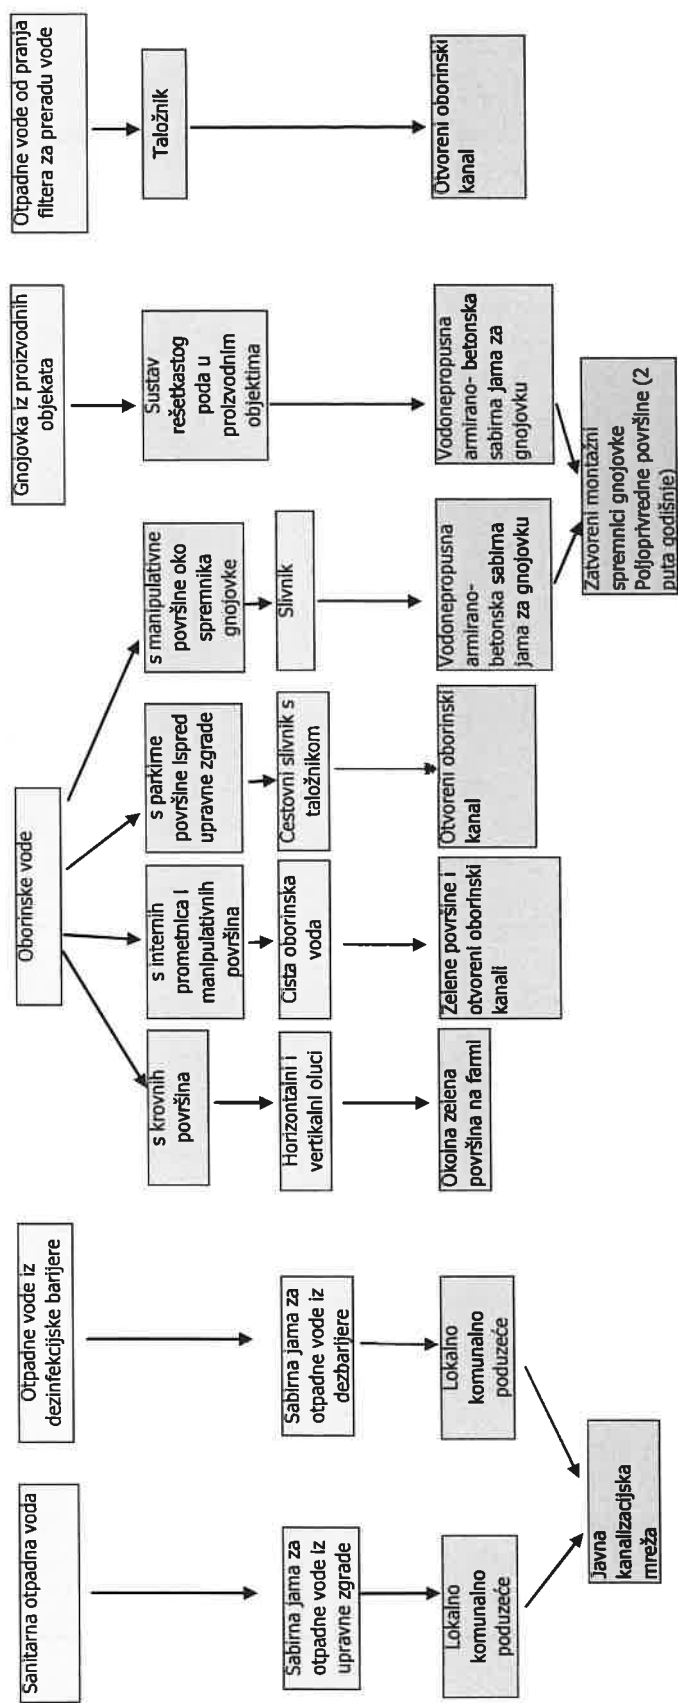 Sanitarna otpadna voda
Sabirna jama za
otpadne vode iz
upravne zgrade
Lokalno
komunalno
poduzeće
Otpadne vode iz
dezinfekcijske barijere
Sabirna jama za
otpadne vode iz
dezbarijere
Lokalno
komunalno
poduzeće
Javna
kanalizacijska
mreža
Oborinske vode
s krovnih
površina
Horizontalni i
vertikalni oluci
Okolna zelena
površina na farmi
s internih
prometnica i
manipulativnih
površina
Cista oborinska
voda
Zelene površine i
otvoreni oborinski
kanali
s parkirne
površine ispred
upravne zgrade
Cestovni slivnik s
taložnikom
Otvoreni oborinski
kanal
s manipulativne
površine oko
spremnika
gnojovke
Slivnik
Vodonepropusna
armirano-
betonska sabirna
jama za gnojovku
Gnojovka iz proizvodnih
objekata
Sustav
rešetkastog
poda u
proizvodnim
objektima
Vodonepropusna
armirano- betonska
sabirna jama za
gnojovku
Zatvoreni montažni
spremnici gnojovke
Poljoprivredne površine (2
puta godišnje)
Otpadne vode od pranja
filtera za preradu vode
Taložnik
Otvoreni oborinski
kanal